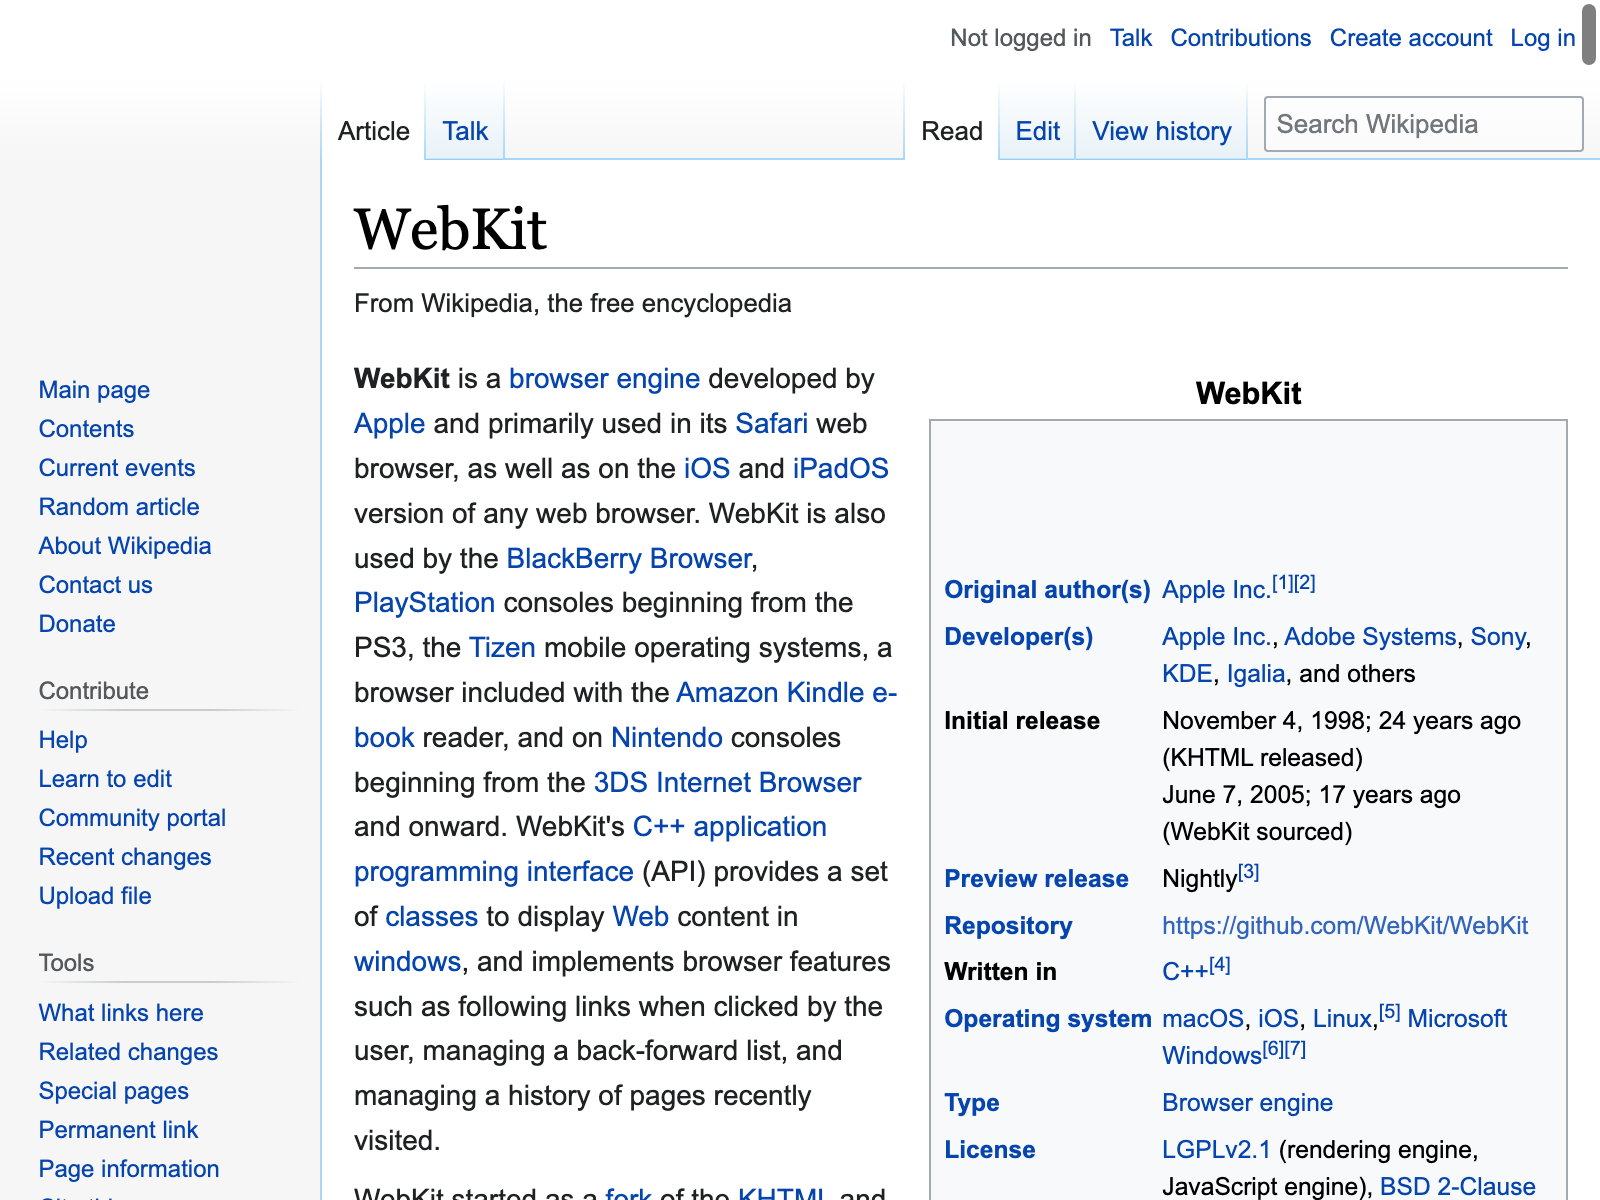 Not logged in Talk Contributions Create account Log in
Article Talk Read Edit View history Search Wikipedia
WebKit
From Wikipedia, the free encyclopedia
Main page
Contents
Current events
Random article
About Wikipedia
Contact us
Donate
Contribute
Help
Learn to edit
Community portal
Recent changes
Upload file
Tools
What links here
Related changes
Special pages
Permanent link
Page information
WebKit is a browser engine developed by
Apple and primarily used in its Safari web
browser, as well as on the iOS and iPadOS
version of any web browser. WebKit is also
used by the BlackBerry Browser,
PlayStation consoles beginning from the
PS3, the Tizen mobile operating systems, a
browser included with the Amazon Kindle e-
book reader, and on Nintendo consoles
beginning from the 3DS Internet Browser
and onward. WebKit's C++ application
programming interface (API) provides a set
of classes to display Web content in
windows, and implements browser features
such as following links when clicked by the
user, managing a back-forward list, and
managing a history of pages recently
visited.
WebKit started as a fork of the KHTML and
WebKit
Original author(s) Apple Inc.[1][2]
Developer(s) Apple Inc., Adobe Systems, Sony,
KDE, Igalia, and others
Initial release November 4, 1998; 24 years ago
(KHTML released)
June 7, 2005; 17 years ago
(WebKit sourced)
Preview release Nightly[3]
Repository https://github.com/WebKit/WebKit
Written in C++[4]
Operating system macOS, iOS, Linux,[5] Microsoft
Windows[6][7]
Type Browser engine
License LGPLv2.1 (rendering engine,
JavaScript engine), BSD 2-Clause